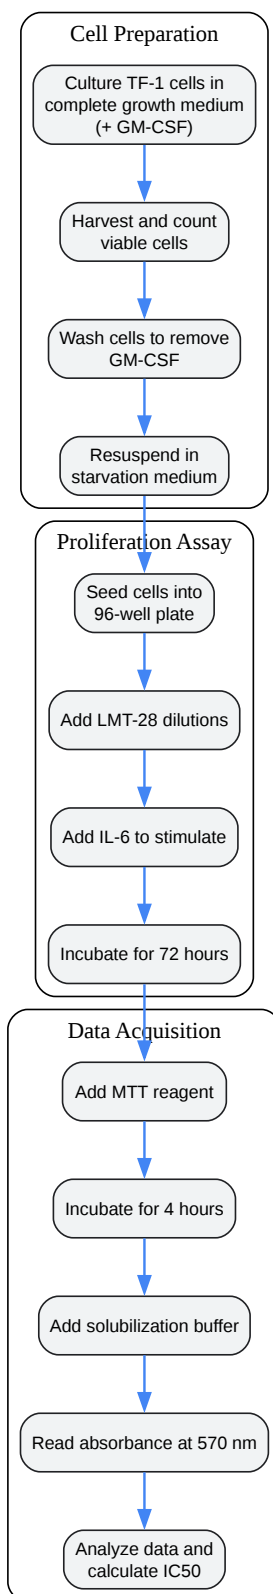 Cell Preparation
Culture TF-1 cells in
complete growth medium
(+ GM-CSF)
Harvest and count
viable cells
Wash cells to remove
GM-CSF
Resuspend in
starvation medium
Proliferation Assay
Seed cells into
96-well plate
Add LMT-28 dilutions
Add IL-6 to stimulate
Incubate for 72 hours
Data Acquisition
Add MTT reagent
Incubate for 4 hours
Add solubilization buffer
Read absorbance at 570 nm
Analyze data and
calculate IC50